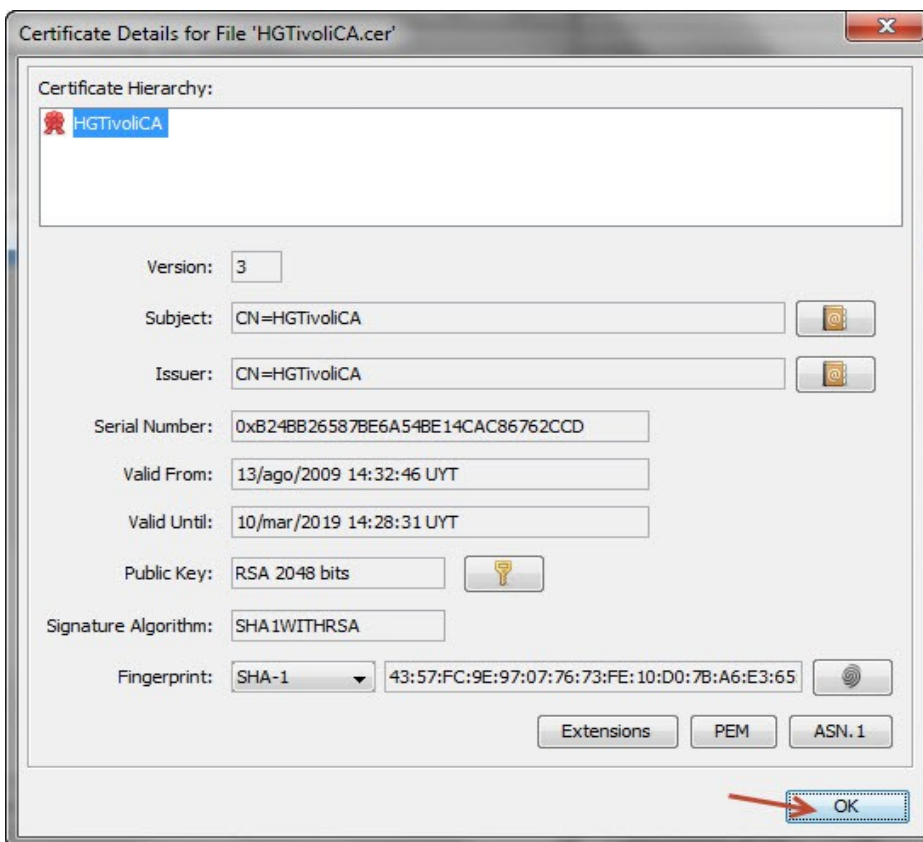 Certificate Details for File 'HGTivoliCA.cer'
Certificate Hierarchy:
HGTivoliCA
Version: 3
Subject: CN=HGTivoliCA
Issuer: CN=HGTivoliCA
Serial Number: 0xB24BB26587BE6A54BE14CAC86762CCD
Valid From: 13/ago/2009 14:32:46 UYT
Valid Until: 10/mar/2019 14:28:31 UYT
Public Key: RSA 2048 bits
Signature Algorithm: SHA1WITHRSA
Fingerprint: SHA-1 43:57:FC:9E:97:07:76:73:FE:10:D0:7B:A6:E3:65
Extensions PEM ASN.1
OK